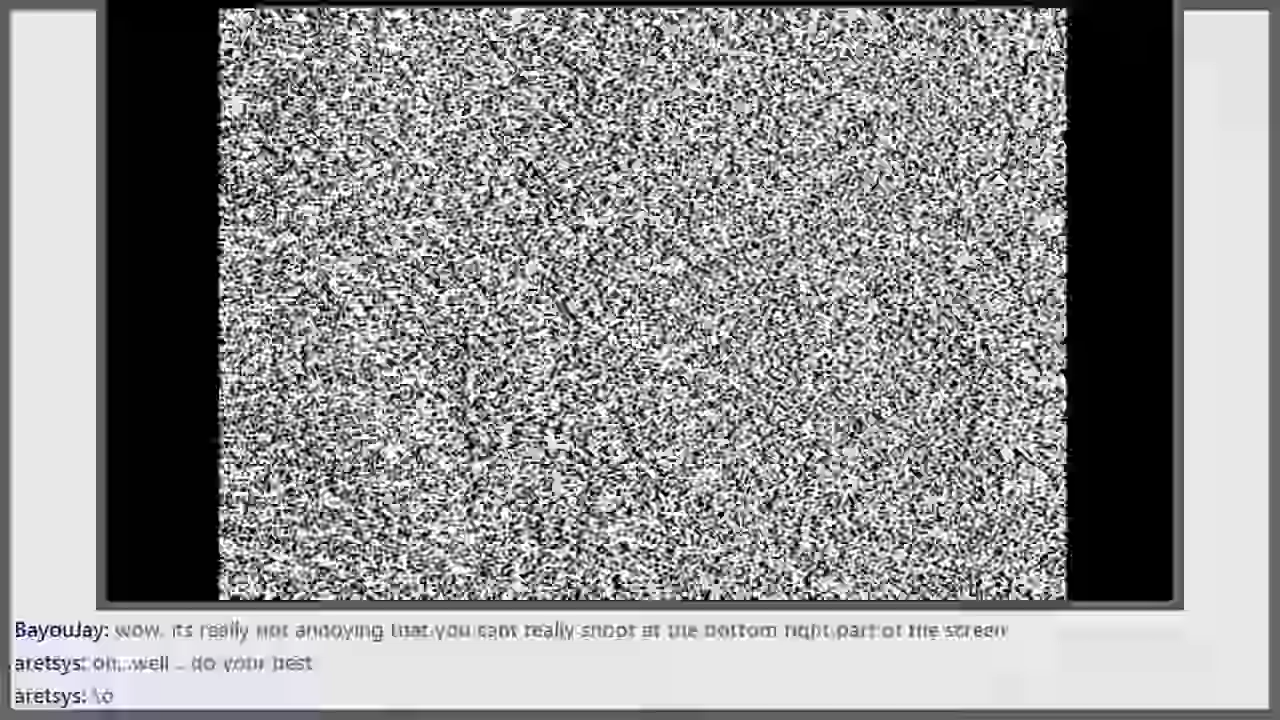 BayouJay: wow. its really not annoying that you cant really shoot at the bottom right part of the screen
aretsys: oh...well .. do your best
aretsys: \o